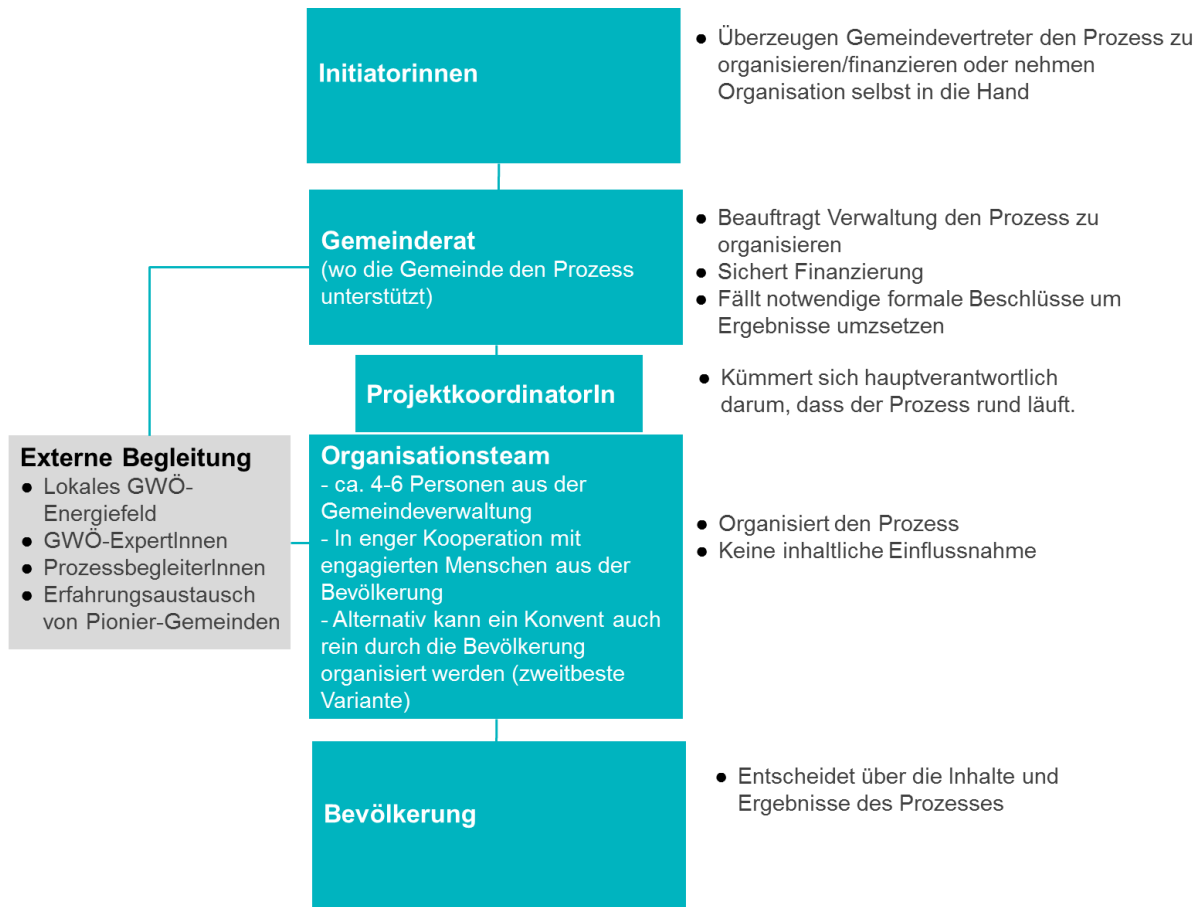 Initiatorinnen
● Überzeugen Gemeindevertreter den Prozess zu
organisieren/finanzieren oder nehmen
Organisation selbst in die Hand
Gemeinderat
(wo die Gemeinde den Prozess
unterstützt)
● Beauftragt Verwaltung den Prozess zu
organisieren
● Sichert Finanzierung
● Fällt notwendige formale Beschlüsse um
Ergebnisse umzsetzen
ProjektkoordinatorIn
● Kümmert sich hauptverantwortlich
darum, dass der Prozess rund läuft.
Externe Begleitung
● Lokales GWÖ-
Energiefeld
● GWÖ-ExpertInnen
● ProzessbegleiterInnen
● Erfahrungsaustausch
von Pionier-Gemeinden
Organisationsteam
- ca. 4-6 Personen aus der
Gemeindeverwaltung
- In enger Kooperation mit
engagierten Menschen aus der
Bevölkerung
- Alternativ kann ein Konvent auch
rein durch die Bevölkerung
organisiert werden (zweitbeste
Variante)
● Organisiert den Prozess
● Keine inhaltliche Einflussnahme
Bevölkerung
● Entscheidet über die Inhalte und
Ergebnisse des Prozesses